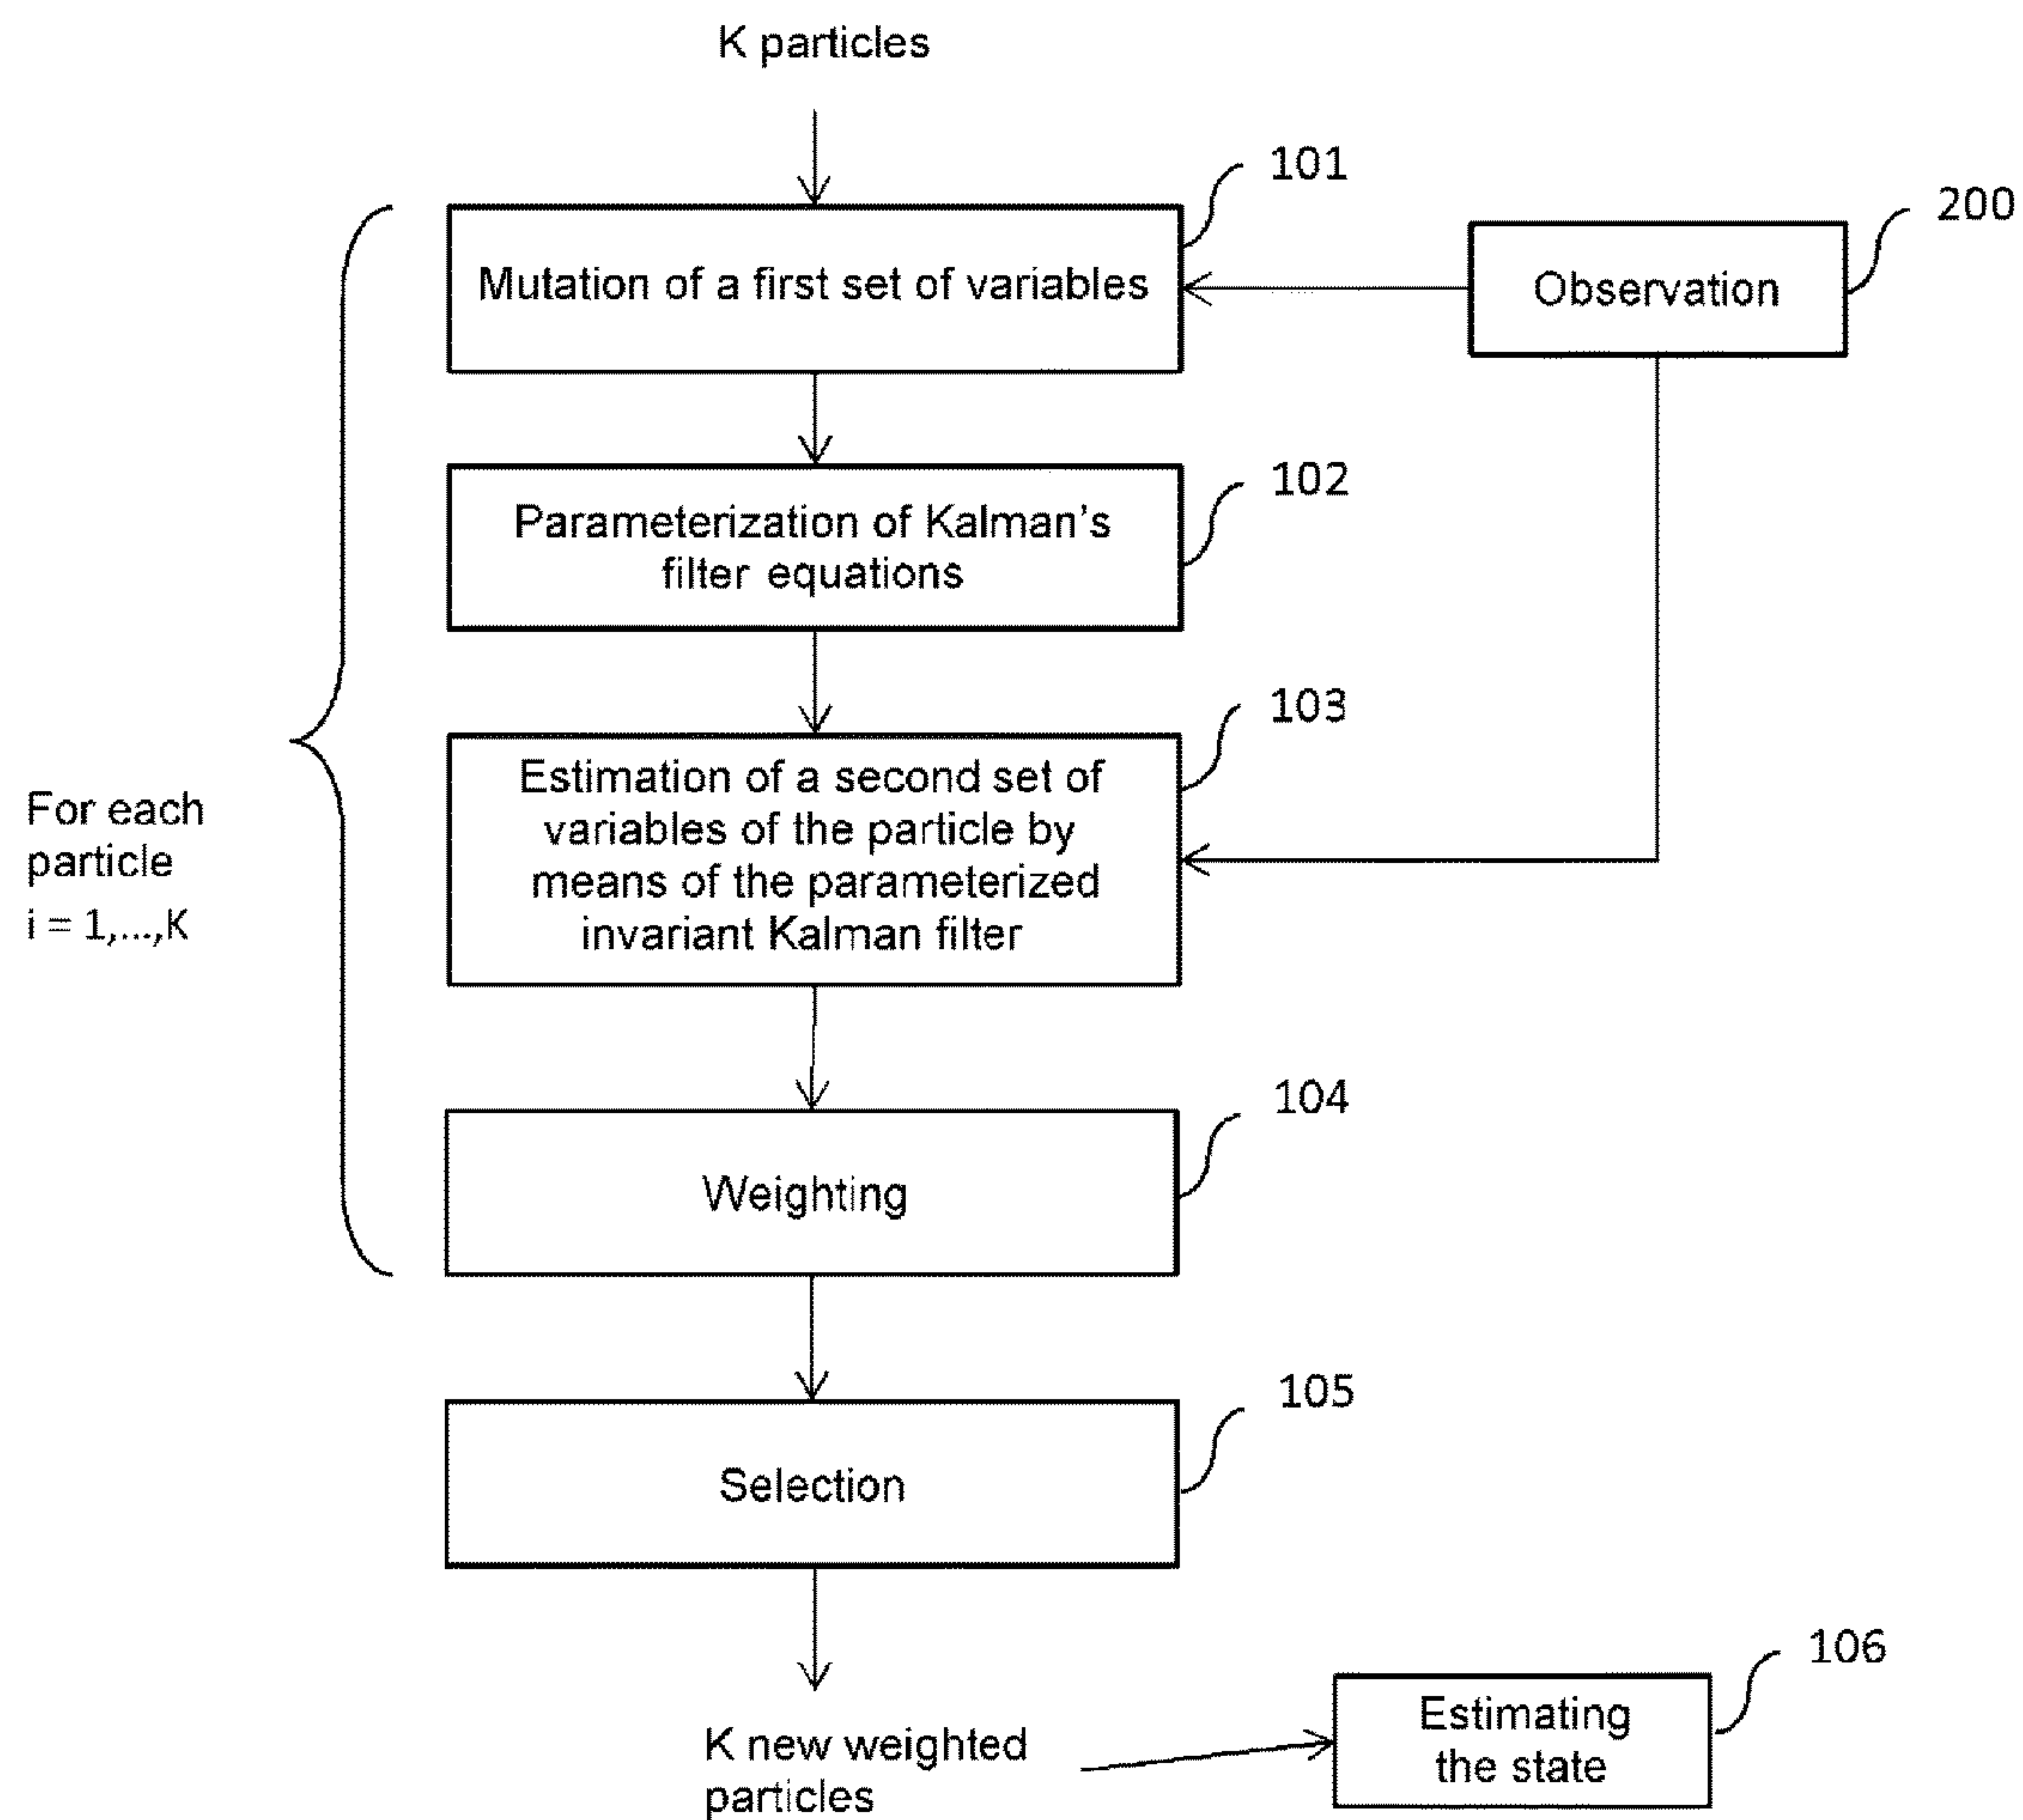 K particles
101
200
Mutation of a first set of variables
Observation
102
Parameterization of Kalman's
filter equations
103
Estimation of a second set of
variables of the particle by
means of the parameterized
invariant Kalman filter
For each
particle
i = 1,...,K
104
Weighting
105
Selection
106
K new weighted
particles
Estimating
the state